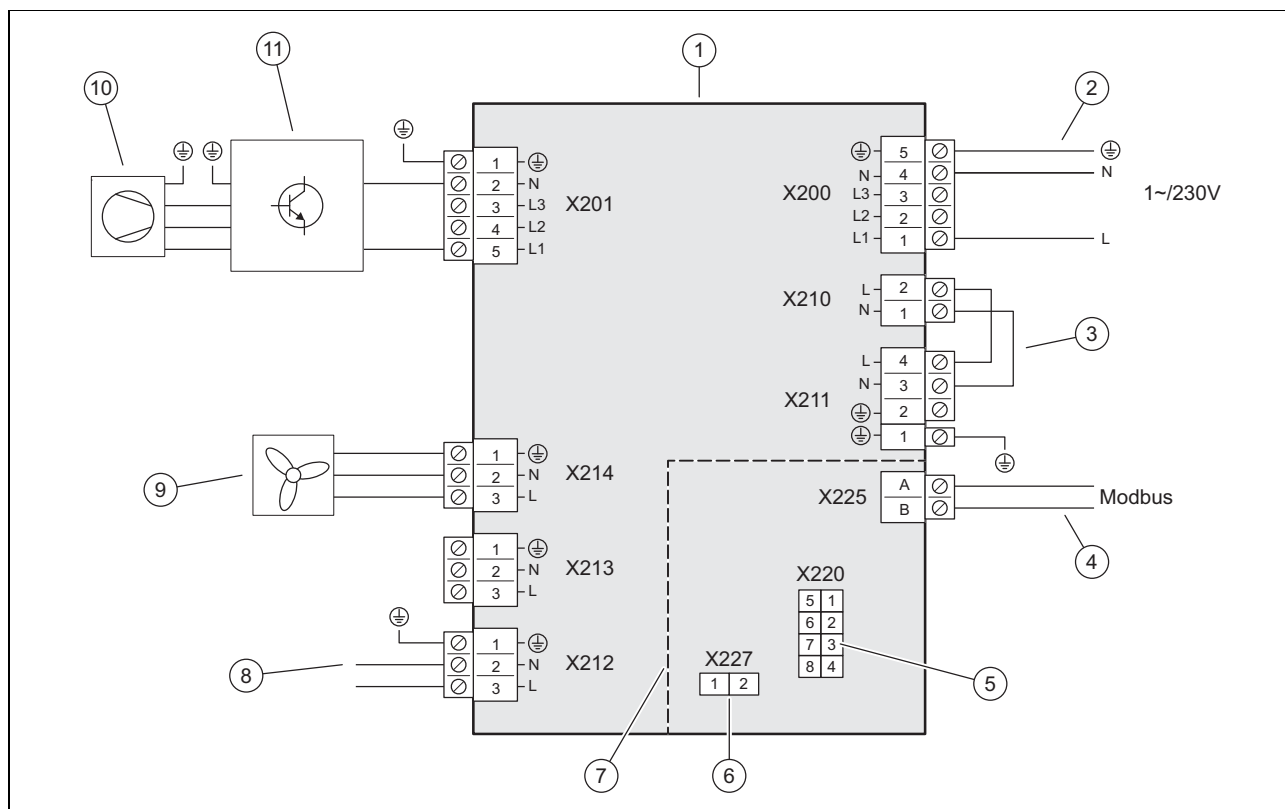 11
1
10
2
1
2 N
3 L3
4 L2
5 L1
X201
X200
5
N 4
L3 3
L2 2
L1 1
N
L
1~/230V
X210
L 2
N 1
3
X211
L 4
N 3
2
1
9
1
2 N
3 L
X214
X225
A
B
Modbus
4
1
2 N
3 L
X213
X220
5 1
6 2
7 3
8 4
5
8
1
2 N
3 L
X212
X227
1 2
7
6